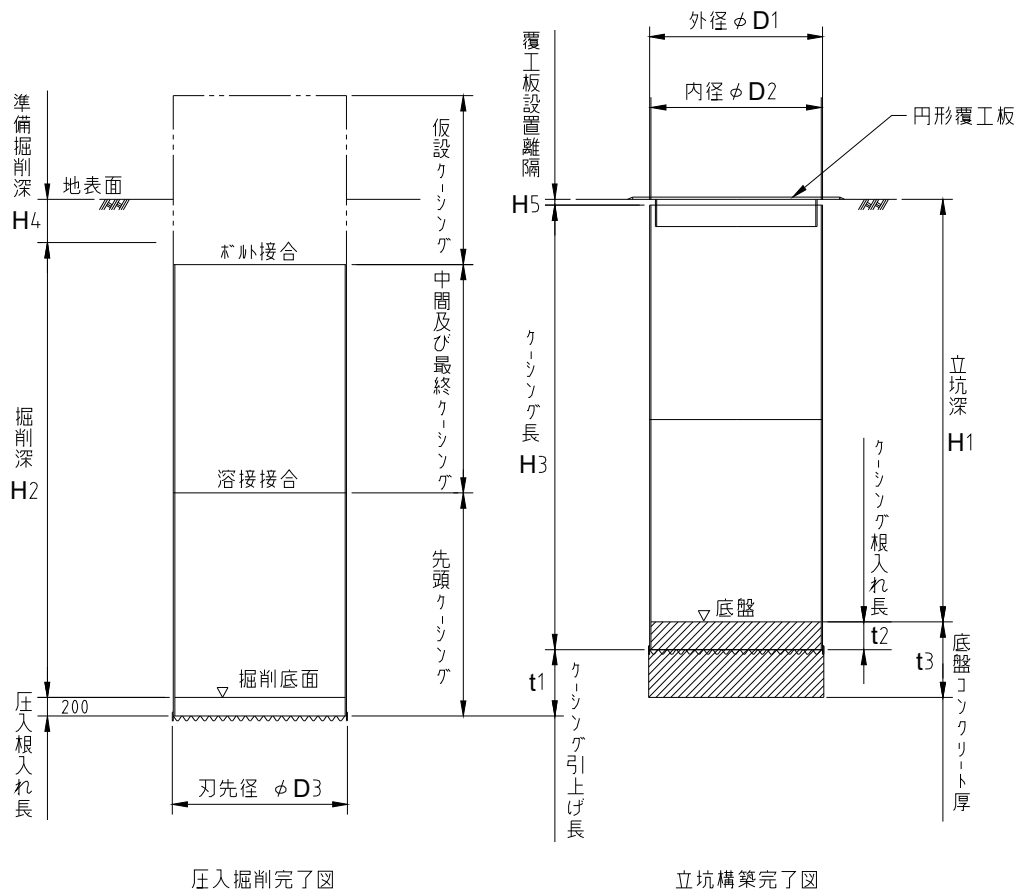 準備掘削深
H4
地表面
ボルト接合
掘削深
H2
溶接接合
掘削底面
200
圧入根入れ長
刃先径 φD3
仮設ケーシング
中間及び最終ケーシング
先頭ケーシング
圧入掘削完了図
外径φD1
内径φD2
円形覆工板
覆工板設置離隔
H5
ケーシング長
H3
立坑深
H1
ケーシング根入れ長
t2
底盤
t1
ケーシング引上げ長
t3
底盤コンクリート厚
立坑構築完了図